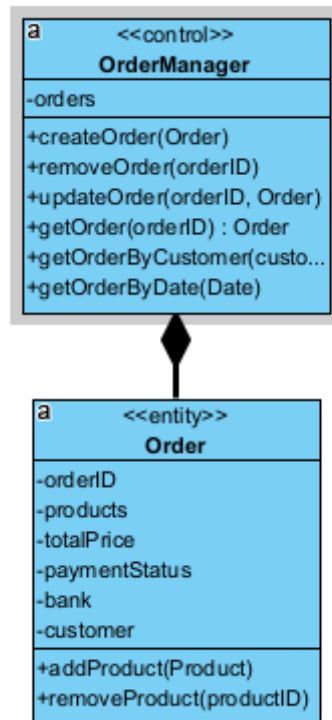 a
<<control>>
OrderManager
-orders
+createOrder(Order)
+removeOrder(orderID)
+updateOrder(orderID, Order)
+getOrder(orderID) : Order
+getOrderByCustomer(custo...
+getOrderByDate(Date)
a
<<entity>>
Order
-orderID
-products
-totalPrice
-paymentStatus
-bank
-customer
+addProduct(Product)
+removeProduct(productID)